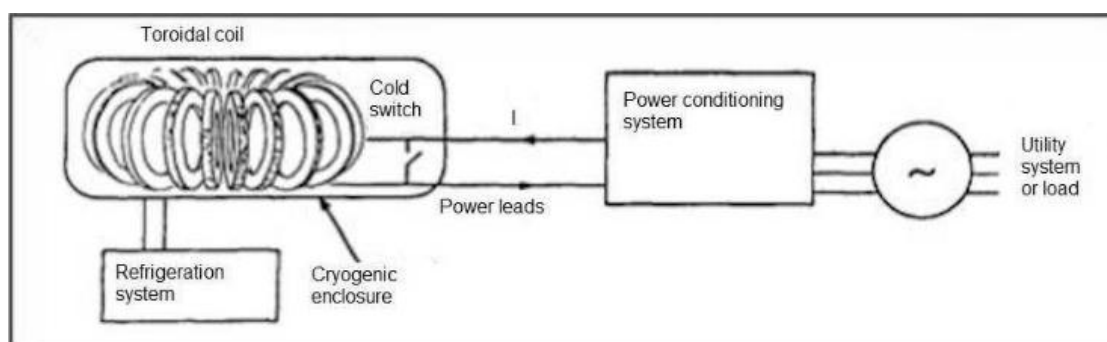 Toroidal coil
Cold
switch
I
Power conditioning
system
~
Utility
system
or load
Power leads
Refrigeration
system
Cryogenic
enclosure